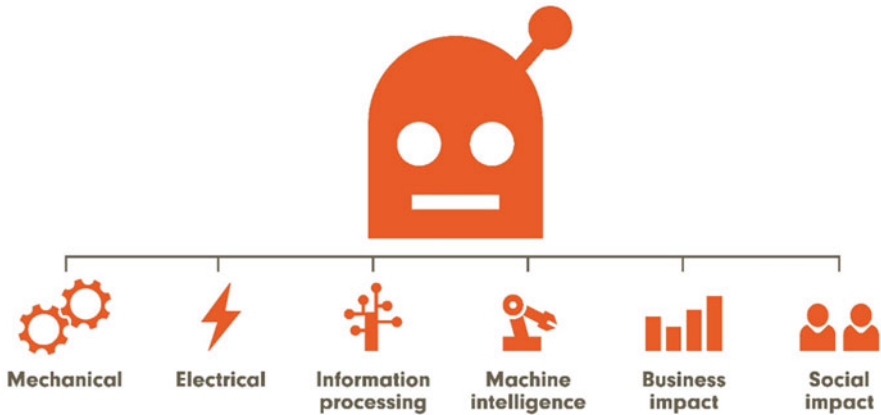 Mechanical
Electrical
Information
processing
Machine
intelligence
Business
impact
Social
impact